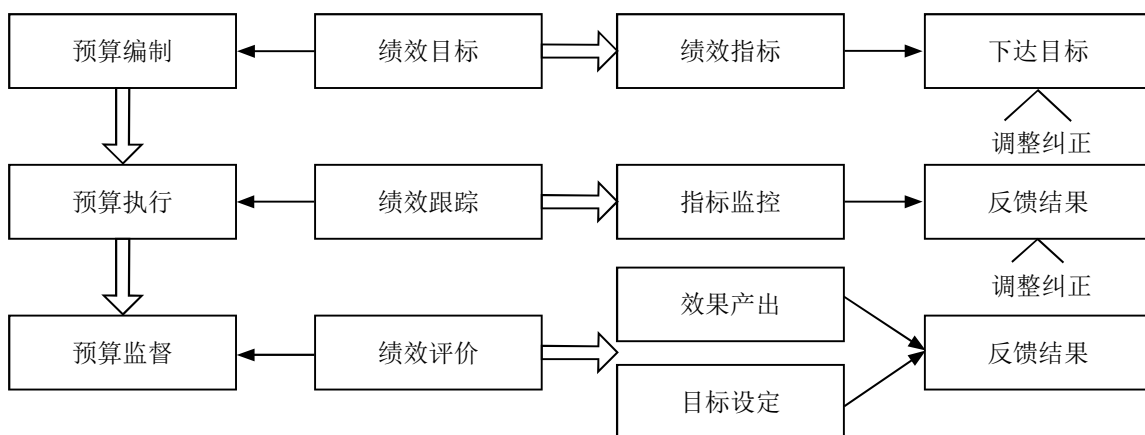 预算编制
绩效目标
绩效指标
下达目标
调整纠正
预算执行
绩效跟踪
指标监控
反馈结果
调整纠正
效果产出
预算监督
绩效评价
反馈结果
目标设定